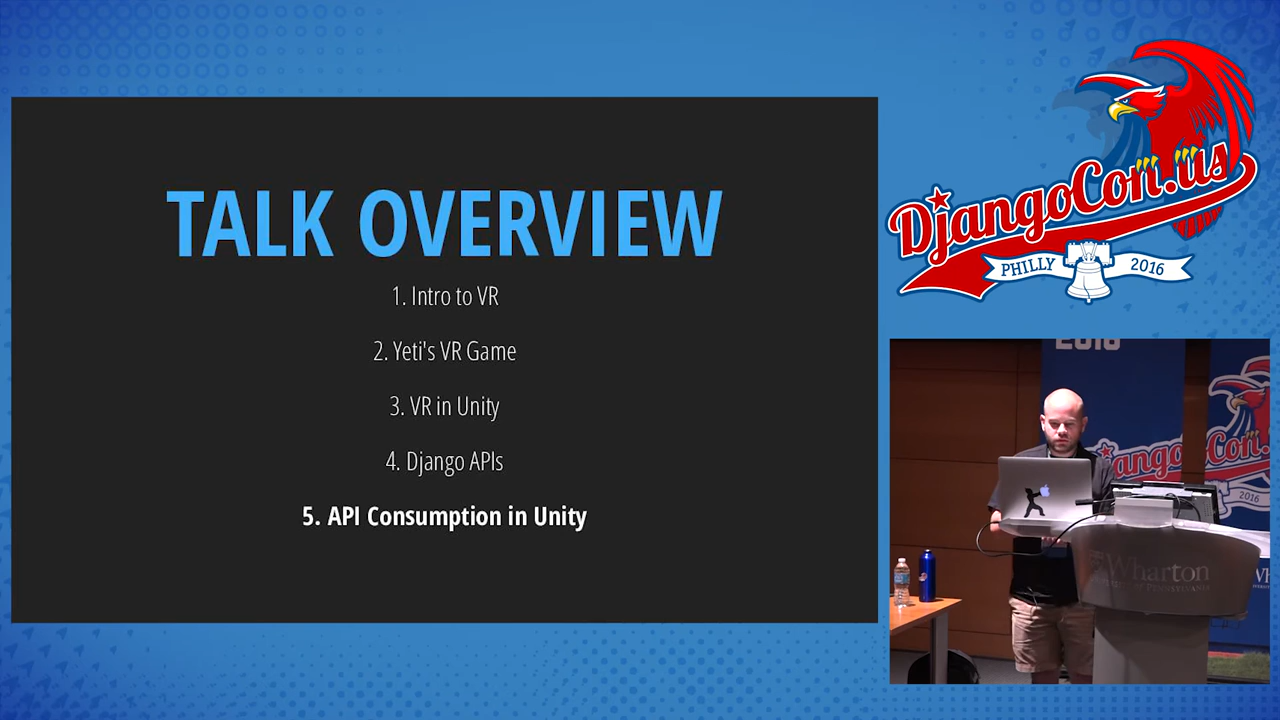 TALK OVERVIEW
1. Intro to VR
2. Yeti's VR Game
3. VR in Unity
4. Django APIs
5. API Consumption in Unity
DjangoCon.us
PHILLY 2016
2016
Wharton